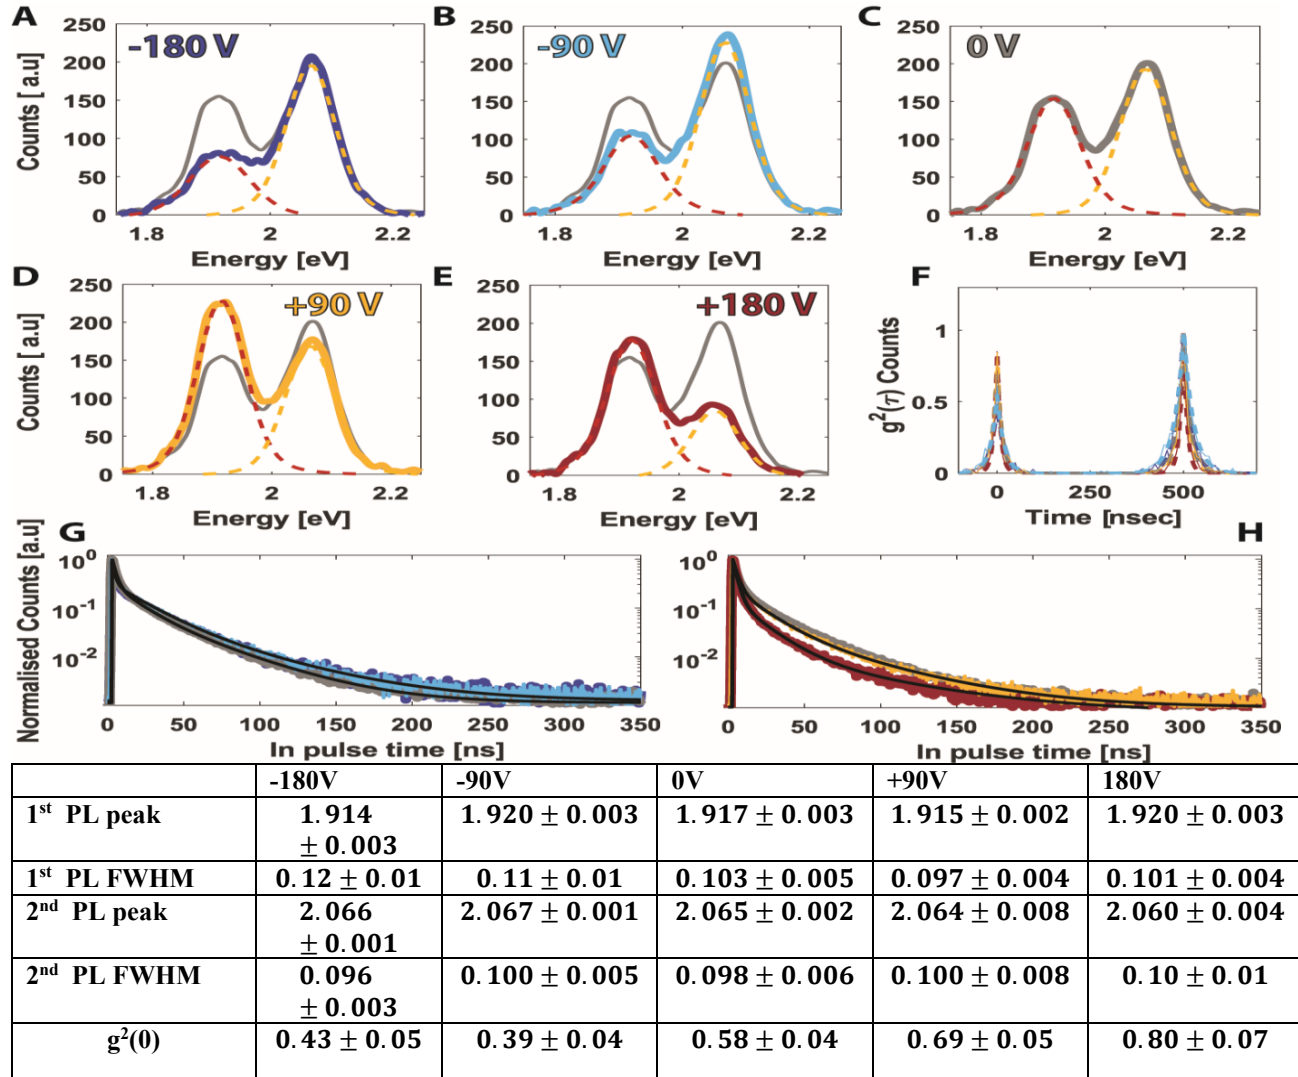 A
B
C
-180 V
-90 V
0 V
Counts [ a.u]
250
200
150
100
50
0
1.8
2
2.2
Energy [eV]
250
200
150
100
50
0
1.8
2
2.2
Energy [eV]
250
200
150
100
50
0
1.8
2
2.2
Energy [eV]
D
E
F
+90 V
+180 V
Counts [ a.u]
250
200
150
100
50
0
1.8
2
2.2
Energy [eV]
250
200
150
100
50
0
1.8
2
2.2
Energy [eV]
g²(τ) Counts
1
0.5
0
0
250
500
Time [nsec]
G
H
Normalised Counts [a.u]
10⁰
10⁻¹
10⁻²
0 50 100 150 200 250 300 350
In pulse time [ns]
10⁰
10⁻¹
10⁻²
0 50 100 150 200 250 300 350
In pulse time [ns]
-180V -90V 0V +90V 180V
1st PL peak 1.914 ± 0.003 1.920 ± 0.003 1.917 ± 0.003 1.915 ± 0.002 1.920 ± 0.003
1st PL FWHM 0.12 ± 0.01 0.11 ± 0.01 0.103 ± 0.005 0.097 ± 0.004 0.101 ± 0.004
2nd PL peak 2.066 ± 0.001 2.067 ± 0.001 2.065 ± 0.002 2.064 ± 0.008 2.060 ± 0.004
2nd PL FWHM 0.096 ± 0.003 0.100 ± 0.005 0.098 ± 0.006 0.100 ± 0.008 0.10 ± 0.01
g²(0) 0.43 ± 0.05 0.39 ± 0.04 0.58 ± 0.04 0.69 ± 0.05 0.80 ± 0.07